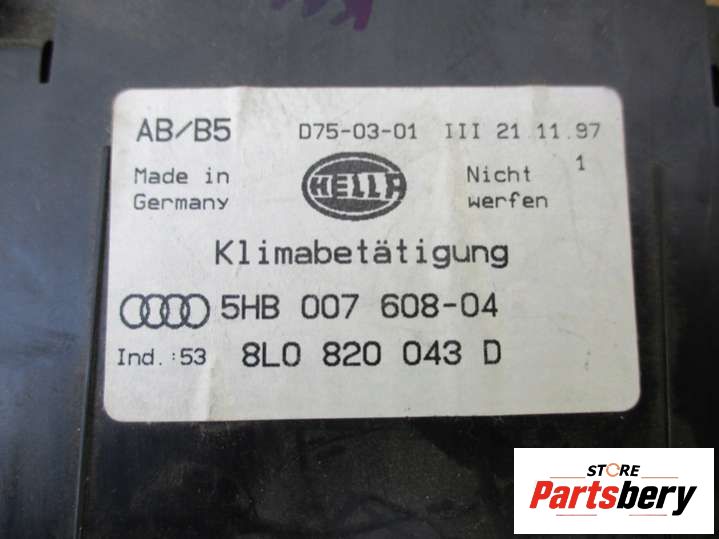 AB/B5 D75-03-01 III 21.11.97
Made in Germany
HELLA
Nicht werfen
1
Klimabetätigung
5HB 007 608-04
Ind.:53 8L0 820 043 D
STORE
Partsbery